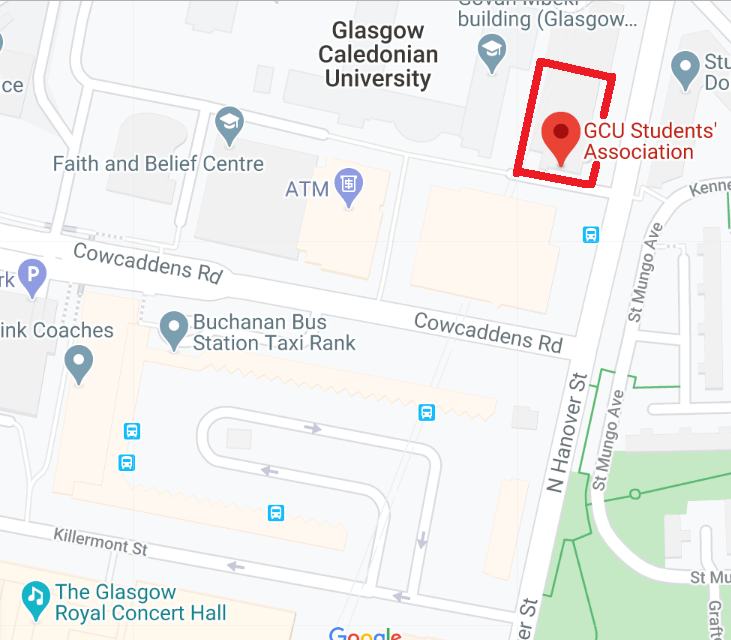 Govan Mbeki
building (Glasgow...
Glasgow
Caledonian
University
Stu
Do
ce
GCU Students'
Association
Faith and Belief Centre
ATM
Kenne
St Mungo Ave
Cowcaddens Rd
P
rk
Buchanan Bus
Station Taxi Rank
ink Coaches
Cowcaddens Rd
N Hanover St
St Mungo Ave
Killermont St
St Mu
The Glasgow
Royal Concert Hall
er St
Graft
Google